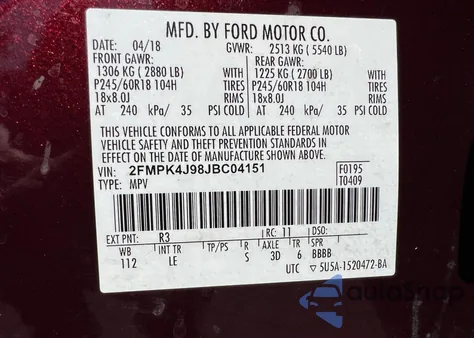 MFD. BY FORD MOTOR CO.
DATE: 04/18 GVWR: 2513 KG ( 5540 LB)
FRONT GAWR: REAR GAWR:
1306 KG ( 2880 LB) 1225 KG ( 2700 LB)
P245/60R18 104H TIRES P245/60R18 104H TIRES
18x8.0J RIMS 18x8.0J RIMS
AT 240 kPa/ 35 PSI COLD AT 240 kPa/ 35 PSI COLD
THIS VEHICLE CONFORMS TO ALL APPLICABLE FEDERAL MOTOR
VEHICLE SAFETY AND THEFT PREVENTION STANDARDS IN
EFFECT ON THE DATE OF MANUFACTURE SHOWN ABOVE.
VIN: 2FMPK4J98JBC04151 F0195
TYPE: MPV T0409
EXT PNT: R3 RC: 11 DSO:
WB INT TR TP/PS R AXLE TR SPR
112 LE S 3D 6 BBBB
UTC 5U5A-1520472-BA
AutoSnap